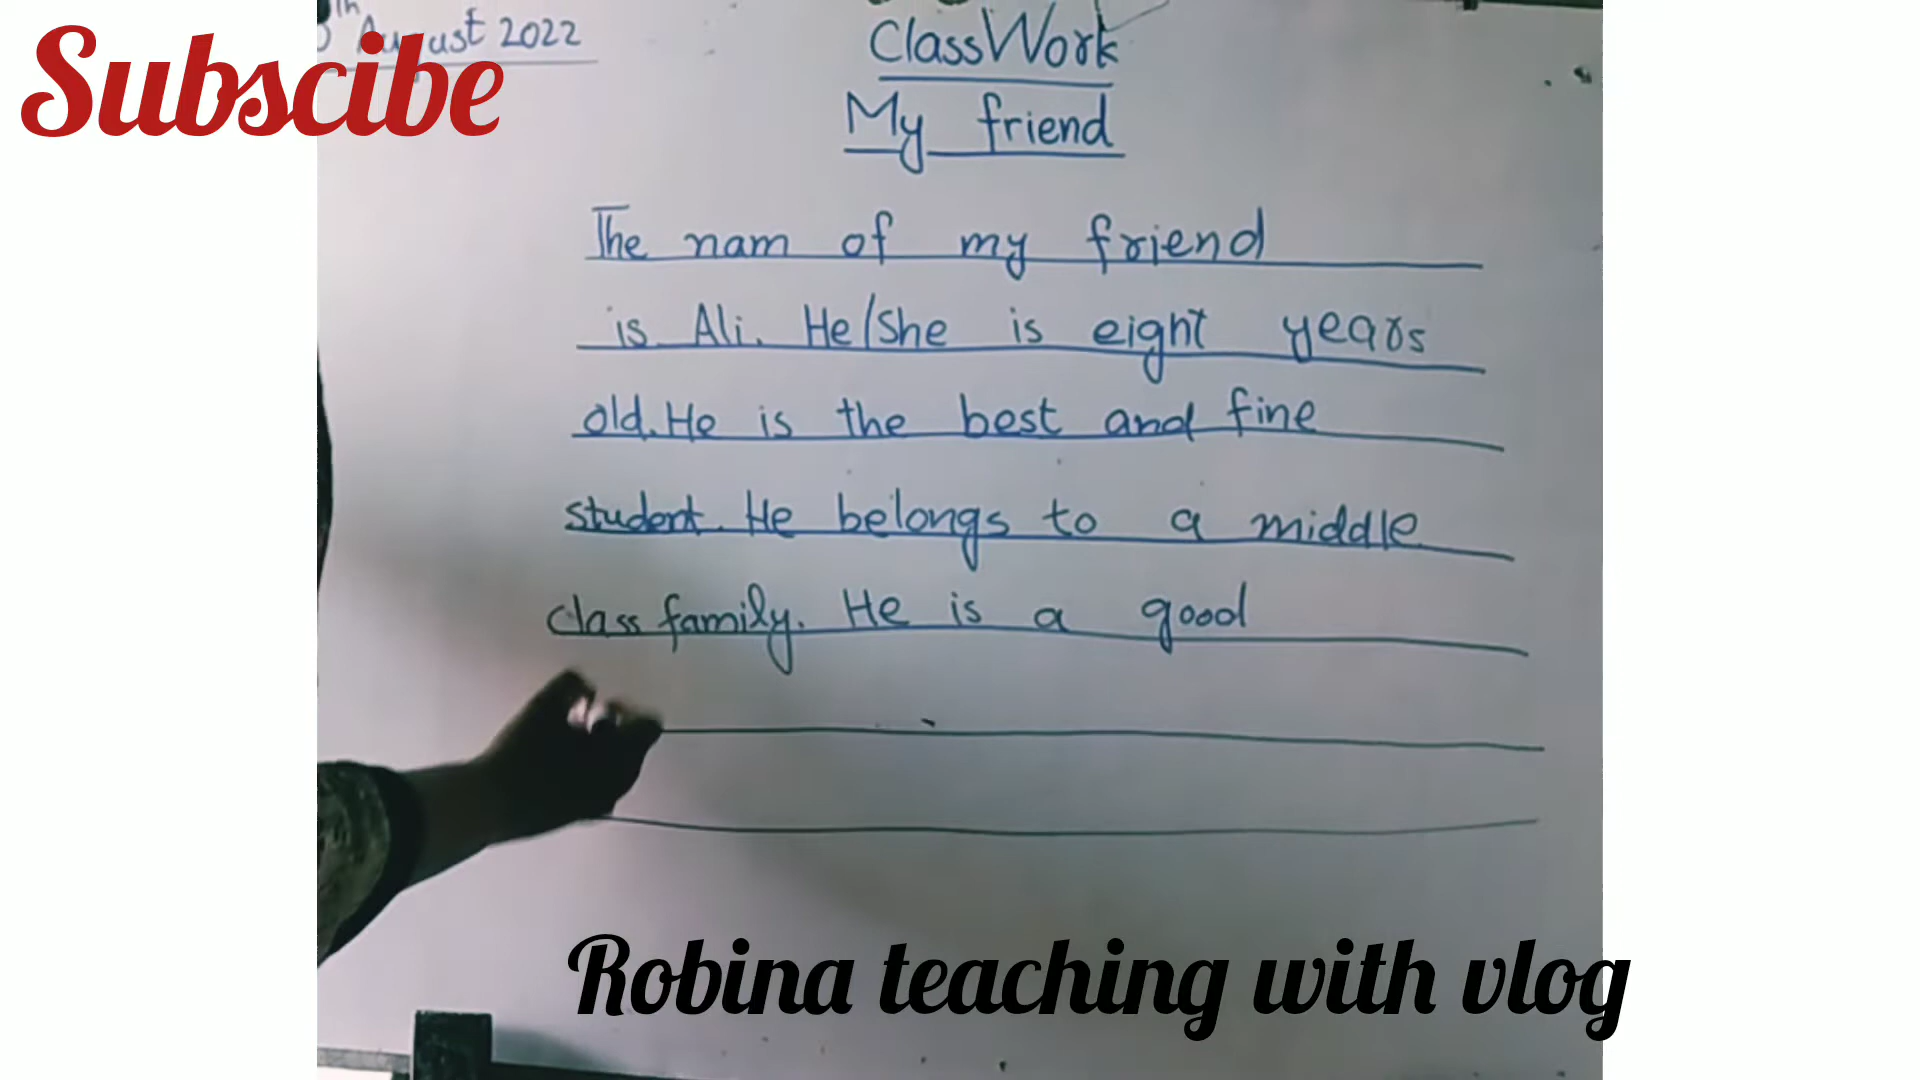 Subscibe
August 2022
ClassWork
My friend
The nam of my friend
is Ali. He/She is eight years
old. He is the best and fine
student. He belongs to a middle
class family. He is a good
Robina teaching with vlog